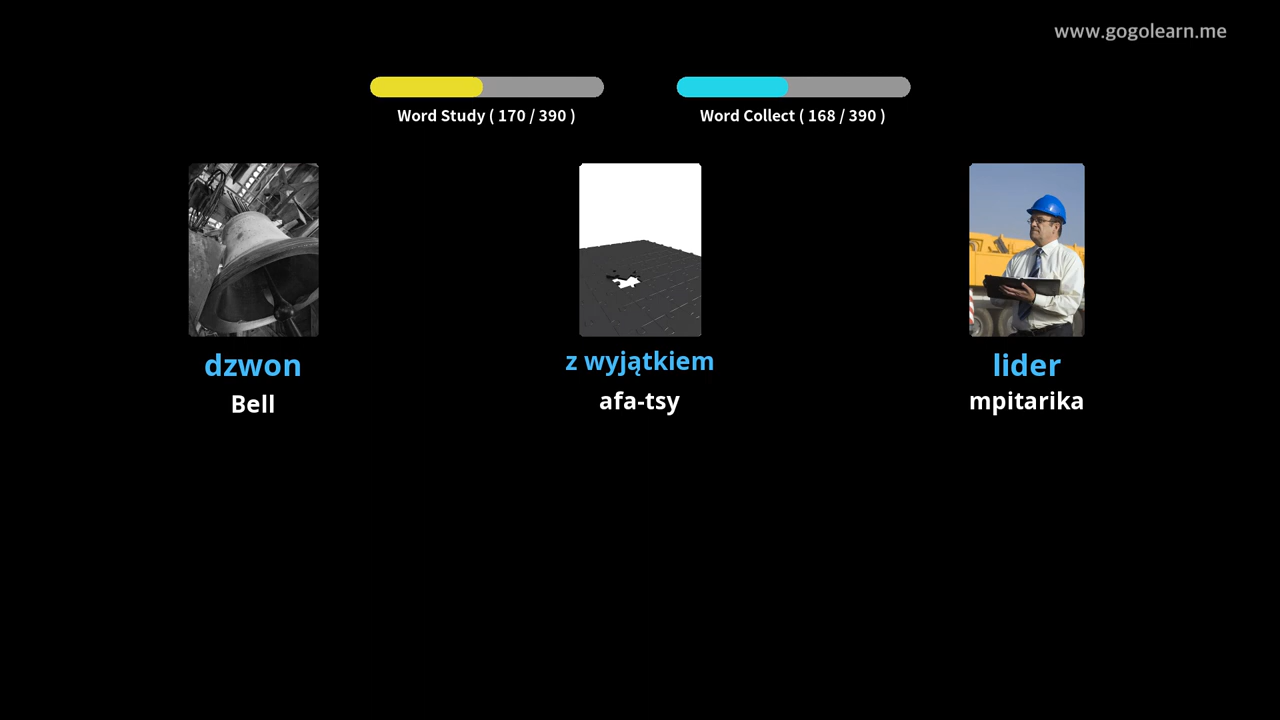 www.gogolearn.me
Word Study ( 170 / 390 )
Word Collect ( 168 / 390 )
dzwon
Bell
z wyjątkiem
afa-tsy
lider
mpitarika